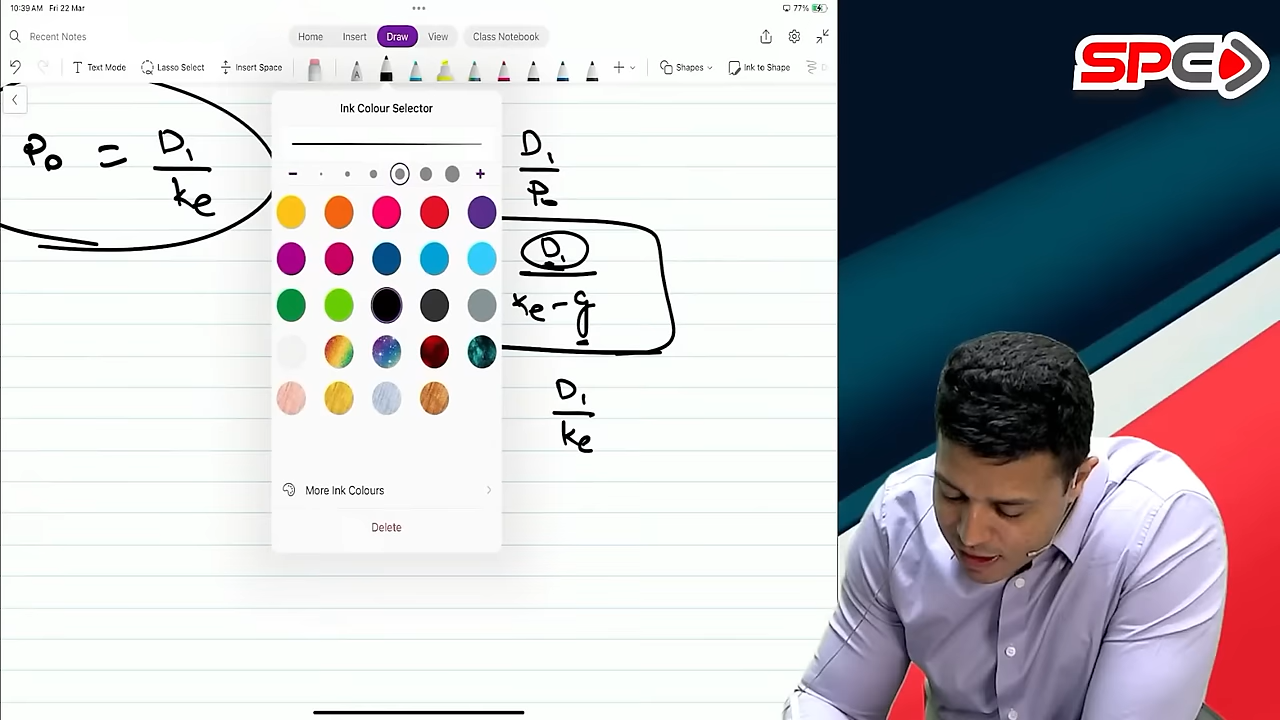 10:39 AM Fri 22 Mar
77%
Recent Notes
Home Insert Draw View Class Notebook
Text Mode Lasso Select Insert Space Shapes Ink to Shape
SPE
Ink Colour Selector
P₀ = D₁
ke
D₁
P₀
D₁
ke - g
D₁
ke
More Ink Colours
Delete